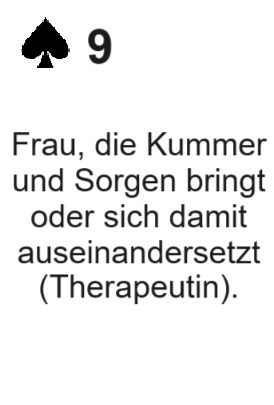 ♠ 9
Frau, die Kummer
und Sorgen bringt
oder sich damit
auseinandersetzt
(Therapeutin).